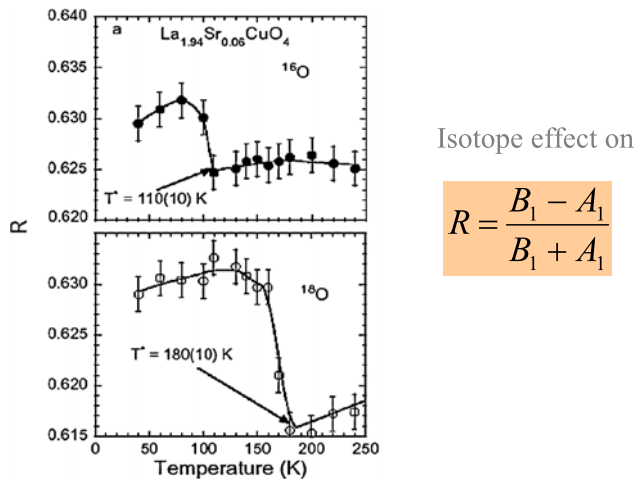 a La₁.₉₄Sr₀.₀₆CuO₄
¹⁶O
0.640
0.635
0.630
0.625
0.620
T* = 110(10) K
R
¹⁸O
0.630
0.625
0.620
0.615
T* = 180(10) K
0 50 100 150 200 250
Temperature (K)
Isotope effect on
R = (B₁ − A₁) / (B₁ + A₁)